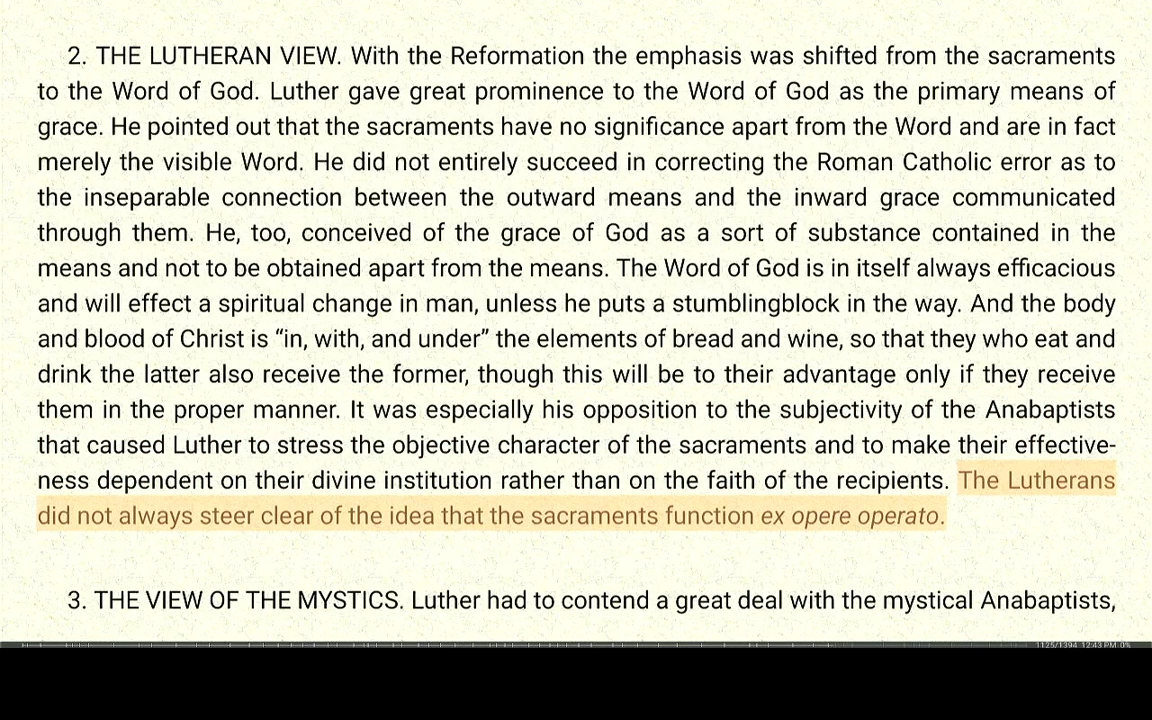 2. THE LUTHERAN VIEW. With the Reformation the emphasis was shifted from the sacraments
to the Word of God. Luther gave great prominence to the Word of God as the primary means of
grace. He pointed out that the sacraments have no significance apart from the Word and are in fact
merely the visible Word. He did not entirely succeed in correcting the Roman Catholic error as to
the inseparable connection between the outward means and the inward grace communicated
through them. He, too, conceived of the grace of God as a sort of substance contained in the
means and not to be obtained apart from the means. The Word of God is in itself always efficacious
and will effect a spiritual change in man, unless he puts a stumblingblock in the way. And the body
and blood of Christ is “in, with, and under” the elements of bread and wine, so that they who eat and
drink the latter also receive the former, though this will be to their advantage only if they receive
them in the proper manner. It was especially his opposition to the subjectivity of the Anabaptists
that caused Luther to stress the objective character of the sacraments and to make their effective-
ness dependent on their divine institution rather than on the faith of the recipients. The Lutherans
did not always steer clear of the idea that the sacraments function ex opere operato.
3. THE VIEW OF THE MYSTICS. Luther had to contend a great deal with the mystical Anabaptists,
1125/1394 12:43 PM 0%